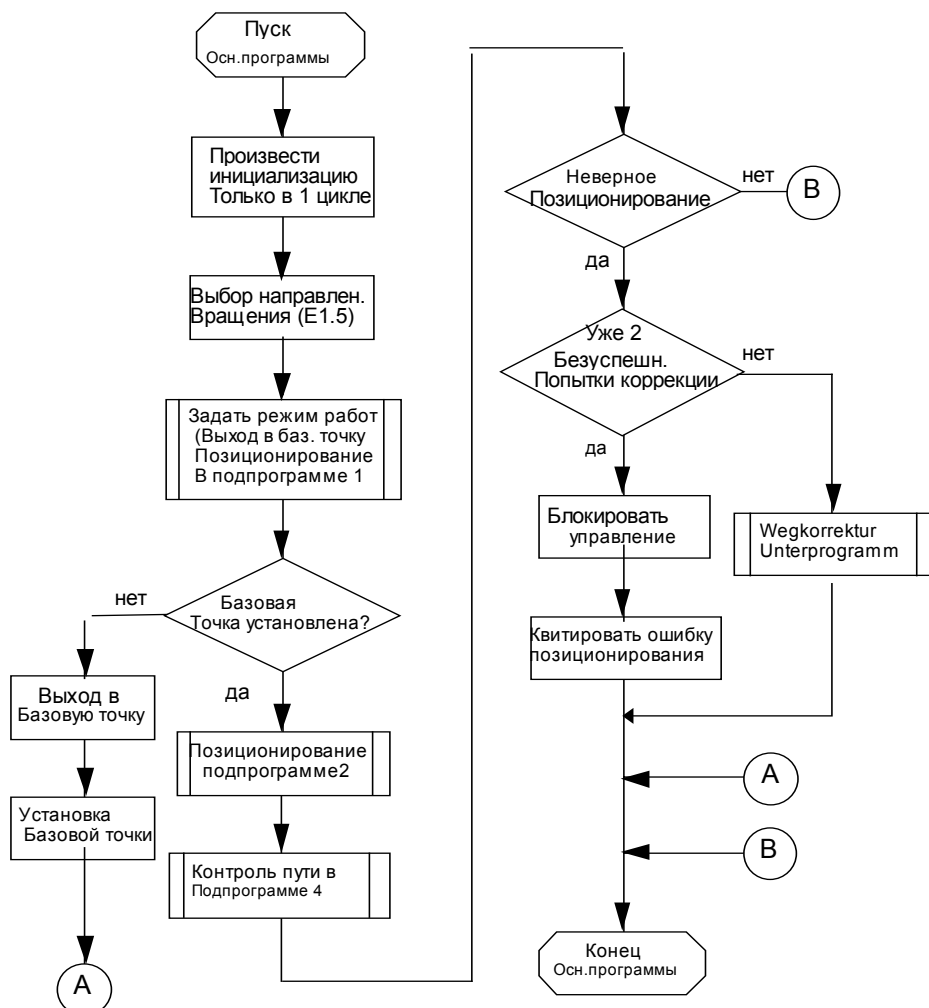 Пуск
Осн.программы
Произвести
инициализацию
Только в 1 цикле
Выбор направлен.
Вращения (E1.5)
Задать режим работ
(Выход в баз. точку
Позиционирование
В подпрограмме 1
Базовая
Точка установлена?
нет
да
Выход в
Базовую точку
Установка
Базовой точки
A
Позиционирование
подпрограмме2
Контроль пути в
Подпрограмме 4
Неверное
Позиционирование
нет
B
да
Уже 2
Безуспешн.
Попытки коррекции
нет
да
Блокировать
управление
Wegkorrektur
Unterprogramm
Квитировать ошибку
позиционирования
A
B
Конец
Осн.программы